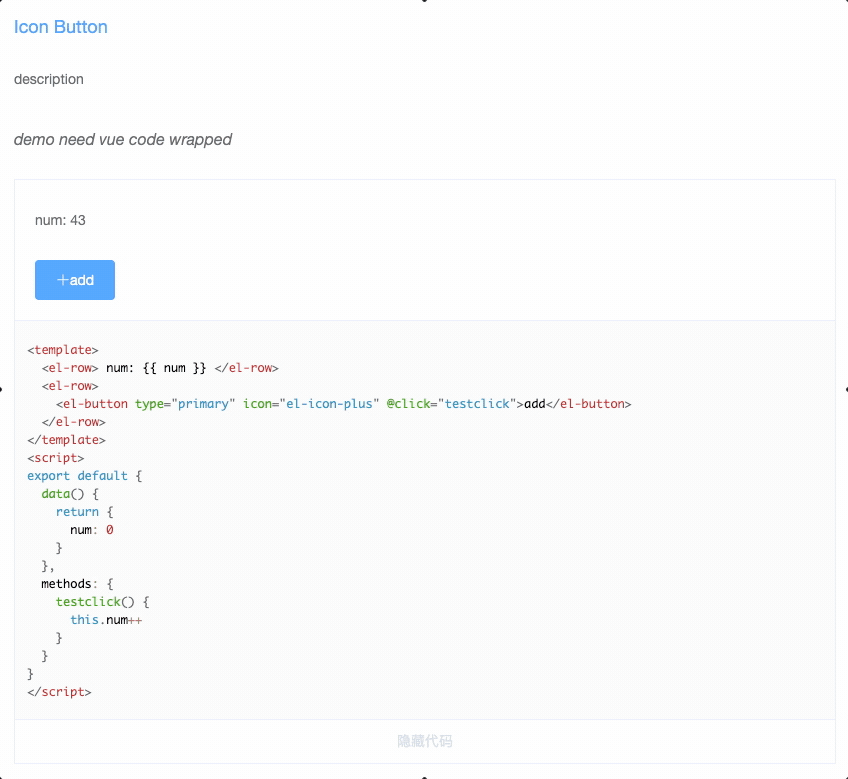 Icon Button
description
demo need vue code wrapped
num: 43
+add
<template>
  <el-row> num: {{ num }} </el-row>
  <el-row>
    <el-button type="primary" icon="el-icon-plus" @click="testclick">add</el-button>
  </el-row>
</template>
<script>
export default {
  data() {
    return {
      num: 0
    }
  },
  methods: {
    testclick() {
      this.num++
    }
  }
}
</script>
隐藏代码